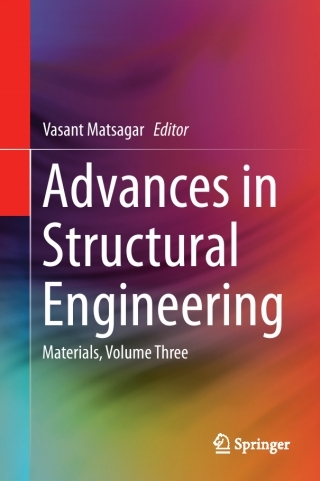 Vasant Matsagar Editor
Advances in
Structural
Engineering
Materials, Volume Three
Springer